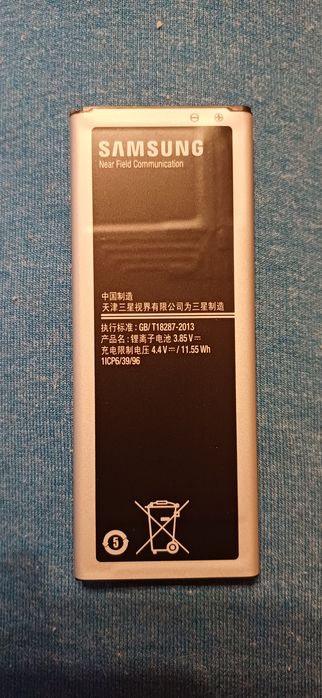 SAMSUNG
Near Field Communication
中国制造
天津三星视界有限公司为三星制造
执行标准: GB/T18287-2013
产品名: 锂离子电池 3.85V⎓
充电限制电压 4.4V⎓/11.55 Wh
1ICP6/39/96
5